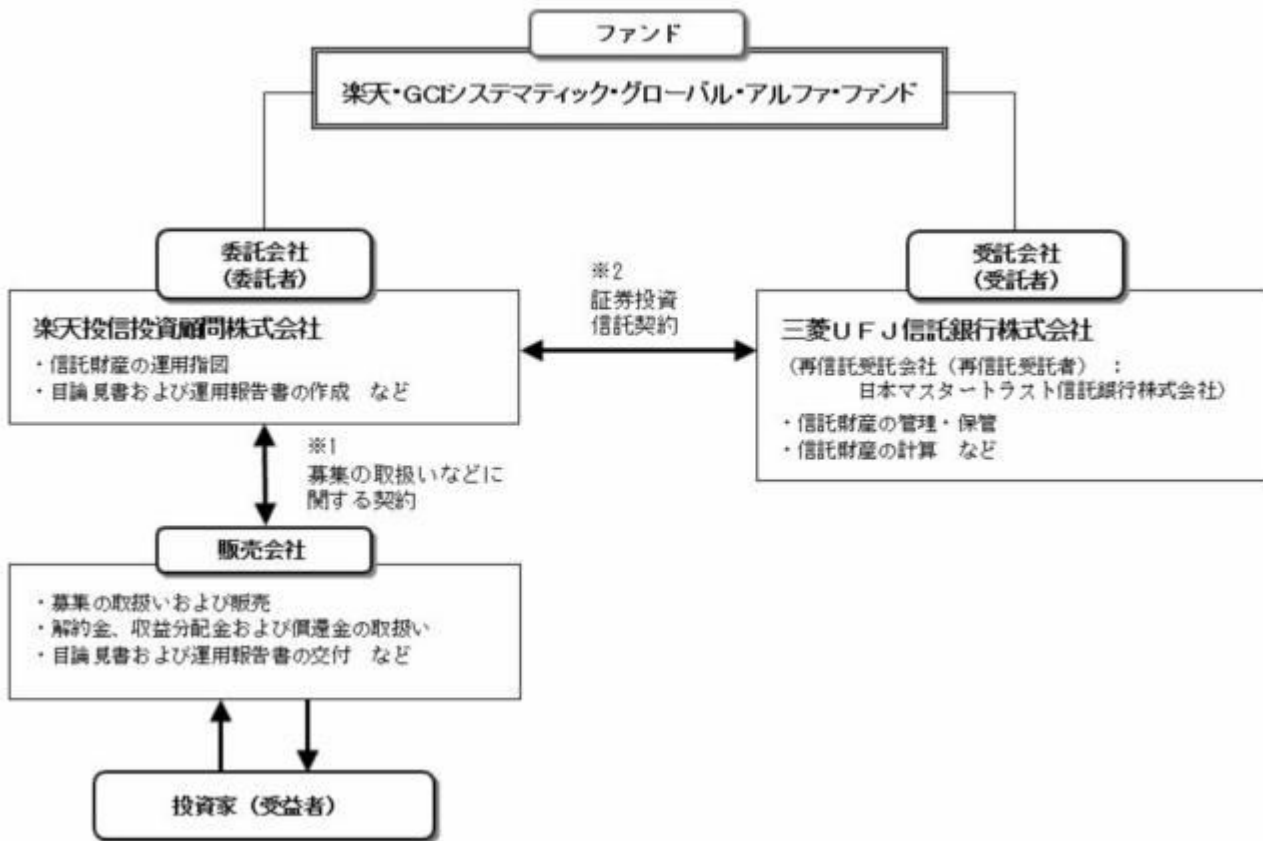 ファンド
楽天・GCIシステマティック・グローバル・アルファ・ファンド
委託会社
(委託者)
楽天投信投資顧問株式会社
・信託財産の運用指図
・目論見書および運用報告書の作成 など
※2
証券投資
信託契約
受託会社
(受託者)
三菱UFJ信託銀行株式会社
(再信託受託会社(再信託受託者) :
日本マスタートラスト信託銀行株式会社)
・信託財産の管理・保管
・信託財産の計算 など
※1
募集の取扱いなどに
関する契約
販売会社
・募集の取扱いおよび販売
・解約金、収益分配金および償還金の取扱い
・目論見書および運用報告書の交付 など
投資家(受益者)